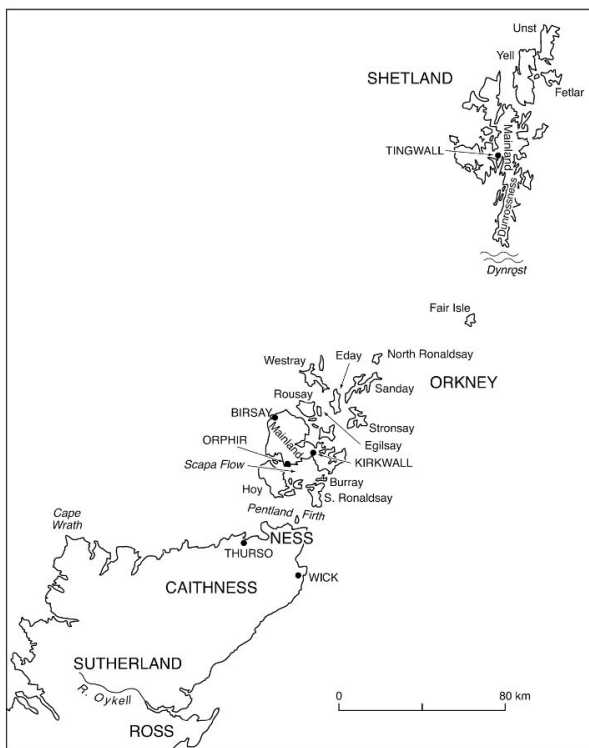 Unst
Yell
SHETLAND
Fetlar
TINGWALL
Mainland
Dunrossness
Dynrost
Fair Isle
Eday
North Ronaldsay
Westray
Sanday
ORKNEY
Rousay
BIRSAY
Mainland
Stronsay
Egilsay
ORPHIR
KIRKWALL
Scapa Flow
Burray
Hoy
S. Ronaldsay
Pentland Firth
Cape
Wrath
NESS
THURSO
CAITHNESS
WICK
SUTHERLAND
R. Oykell
ROSS
0
80 km